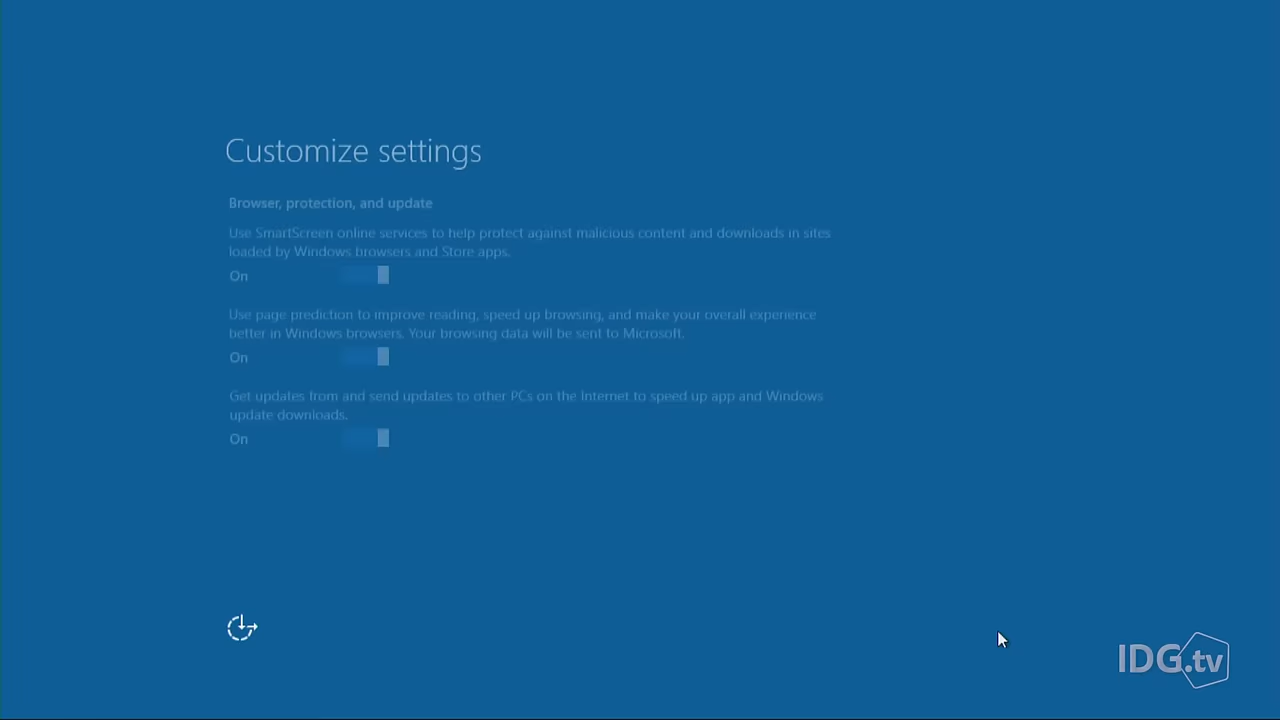 Customize settings
Browser, protection, and update
Use SmartScreen online services to help protect against malicious content and downloads in sites
loaded by Windows browsers and Store apps.
On
Use page prediction to improve reading, speed up browsing, and make your overall experience
better in Windows browsers. Your browsing data will be sent to Microsoft.
On
Get updates from and send updates to other PCs on the Internet to speed up app and Windows
update downloads.
On
IDG.tv